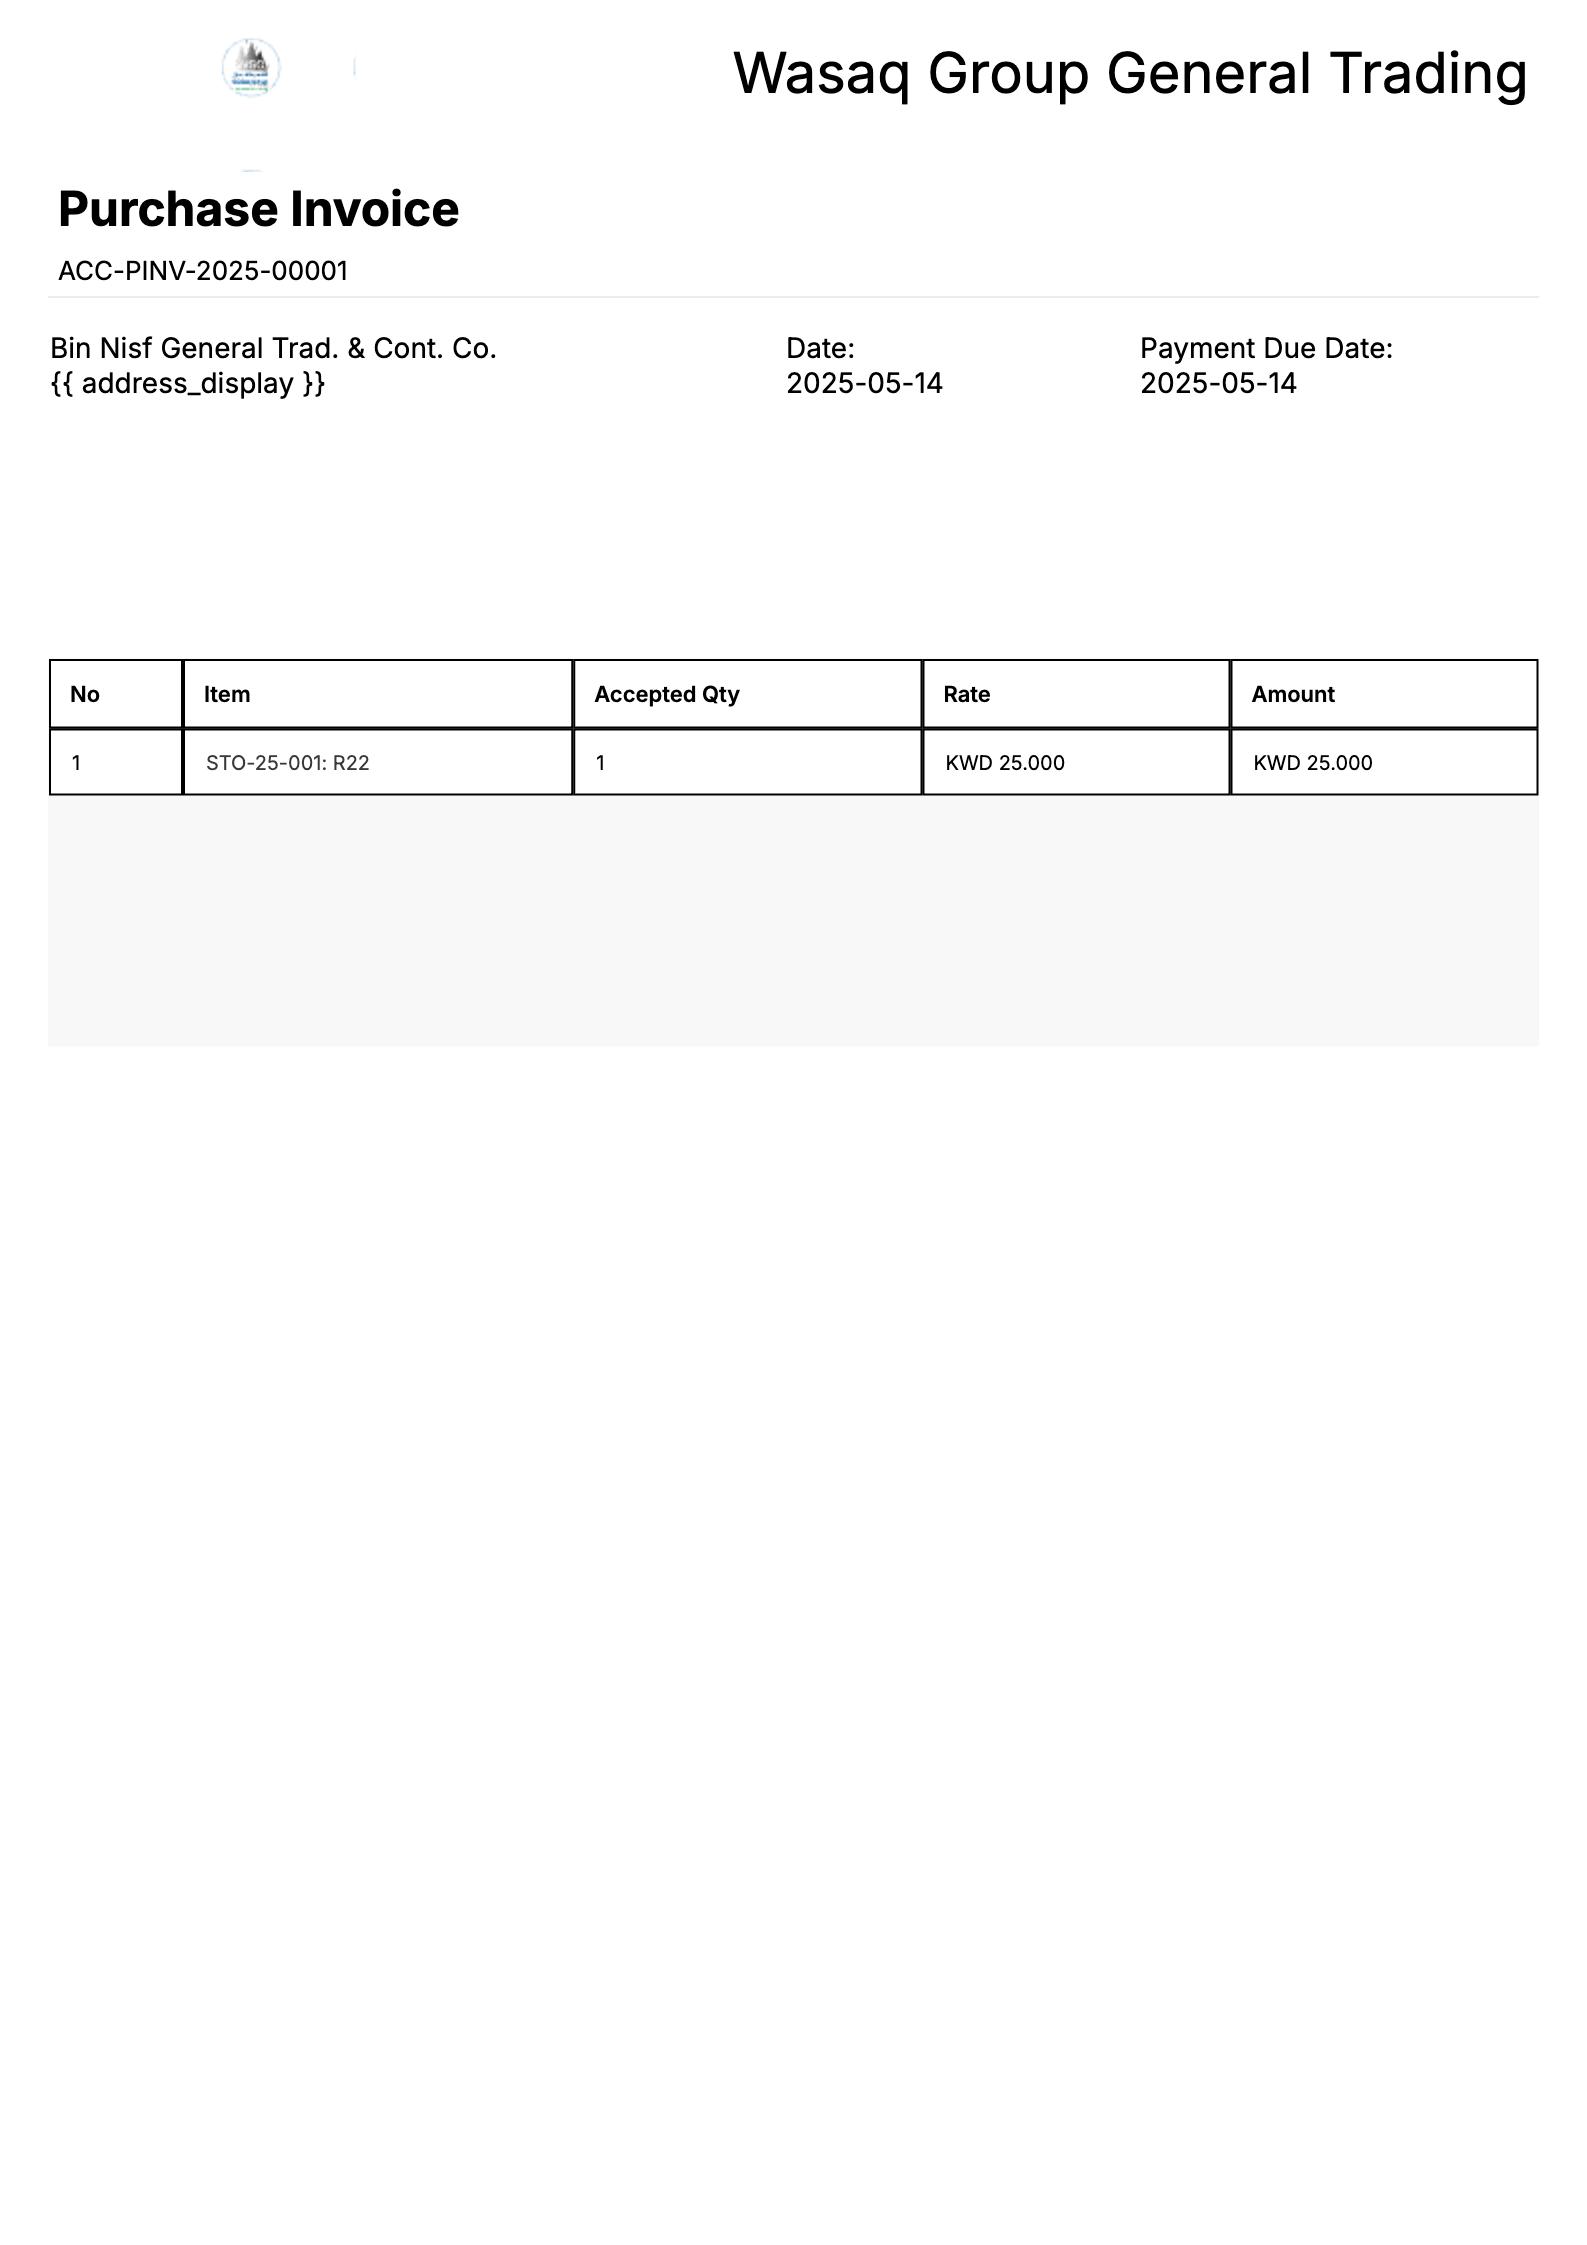 Wasaq Group General Trading
Purchase Invoice
ACC-PINV-2025-00001
Bin Nisf General Trad. & Cont. Co.
{{ address_display }}
Date:
2025-05-14
Payment Due Date:
2025-05-14
No Item Accepted Qty Rate Amount
1 STO-25-001: R22 1 KWD 25.000 KWD 25.000